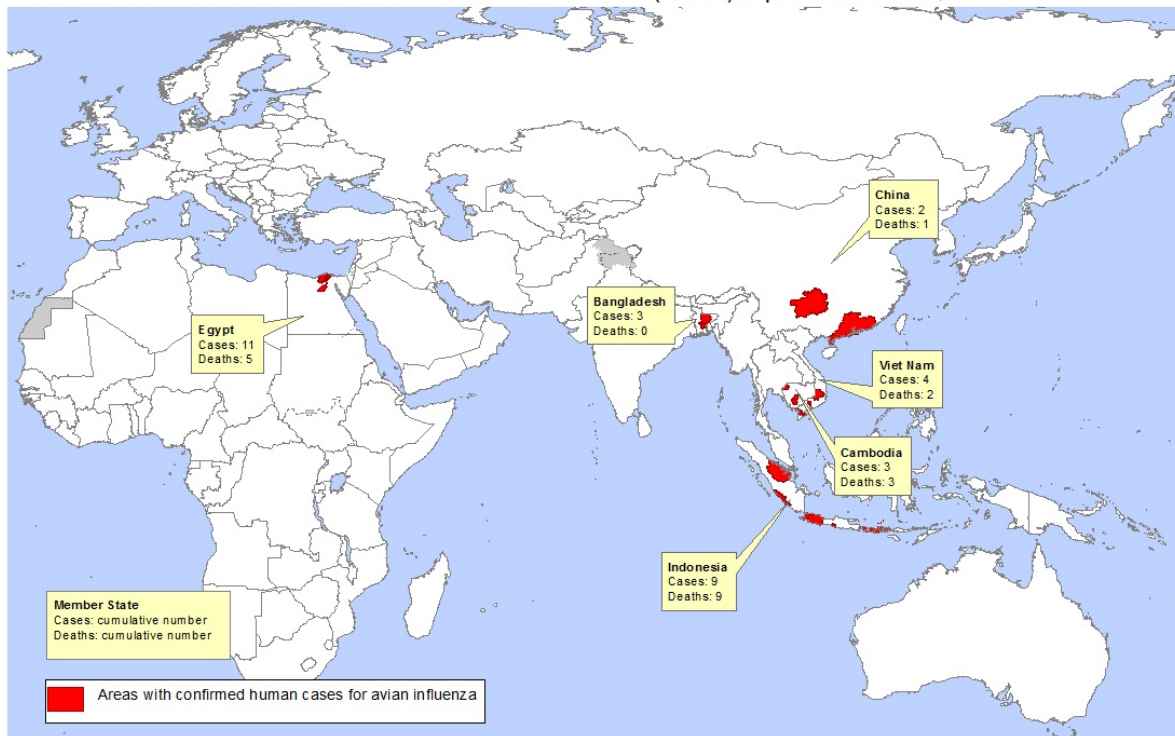 China
Cases: 2
Deaths: 1
Bangladesh
Cases: 3
Deaths: 0
Egypt
Cases: 11
Deaths: 5
Viet Nam
Cases: 4
Deaths: 2
Cambodia
Cases: 3
Deaths: 3
Indonesia
Cases: 9
Deaths: 9
Member State
Cases: cumulative number
Deaths: cumulative number
Areas with confirmed human cases for avian influenza